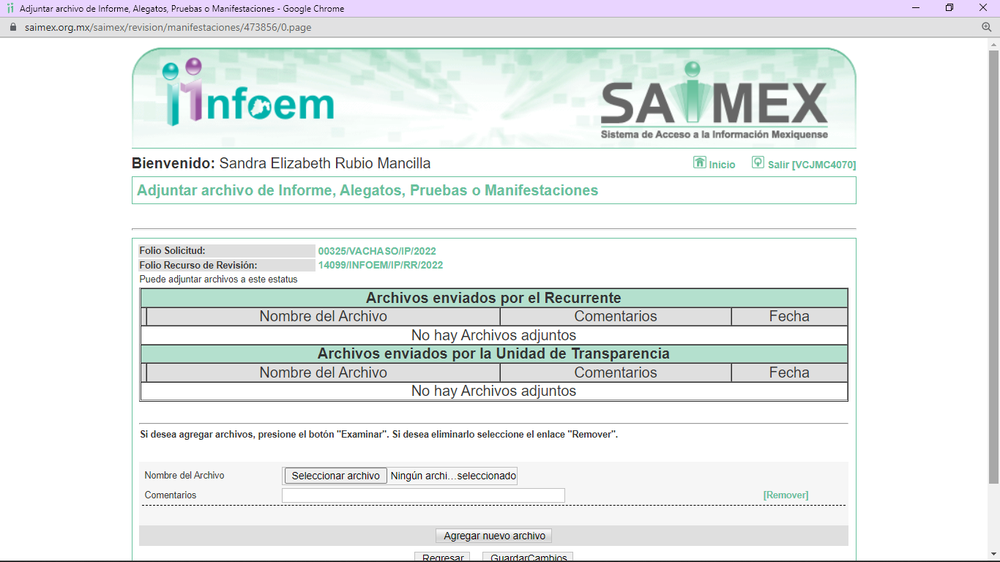 Adjuntar archivo de Informe, Alegatos, Pruebas o Manifestaciones - Google Chrome
saimex.org.mx/saimex/revision/manifestaciones/473856/0.page
infoem
SAIMEX
Sistema de Acceso a la Información Mexiquense
Bienvenido: Sandra Elizabeth Rubio Mancilla
Inicio Salir [VCJMC4070]
Adjuntar archivo de Informe, Alegatos, Pruebas o Manifestaciones
Folio Solicitud: 00325/VACHASO/IP/2022
Folio Recurso de Revisión: 14099/INFOEM/IP/RR/2022
Puede adjuntar archivos a este estatus
Archivos enviados por el Recurrente
Nombre del Archivo Comentarios Fecha
No hay Archivos adjuntos
Archivos enviados por la Unidad de Transparencia
Nombre del Archivo Comentarios Fecha
No hay Archivos adjuntos
Si desea agregar archivos, presione el botón "Examinar". Si desea eliminarlo seleccione el enlace "Remover".
Nombre del Archivo Seleccionar archivo Ningún archi...seleccionado
Comentarios [Remover]
Agregar nuevo archivo
Regresar GuardarCambios